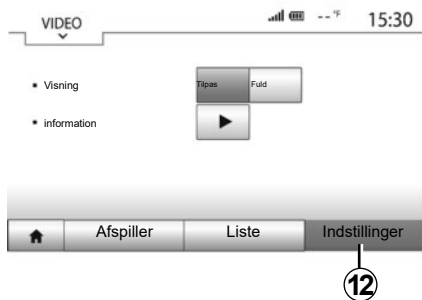 VIDEO -- °F 15:30
Visning Tilpas Fuld
information
Afspiller Liste Indstillinger
12